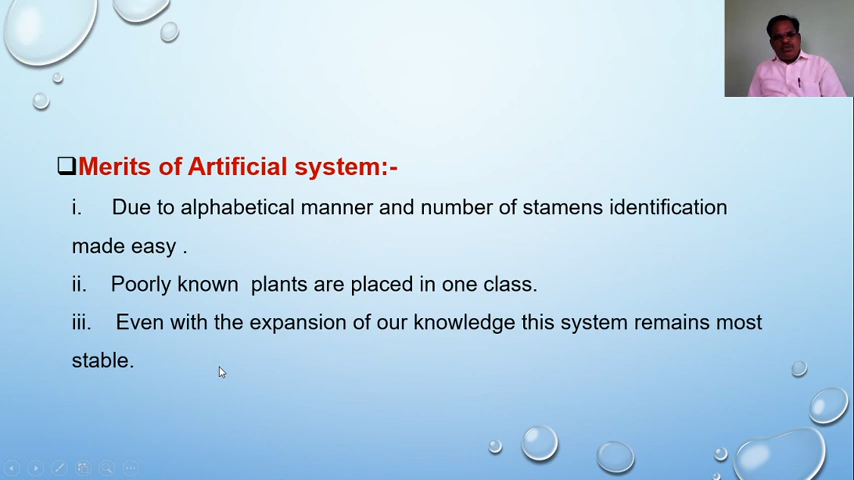 ❑Merits of Artificial system:-
i. Due to alphabetical manner and number of stamens identification
made easy .
ii. Poorly known plants are placed in one class.
iii. Even with the expansion of our knowledge this system remains most
stable.